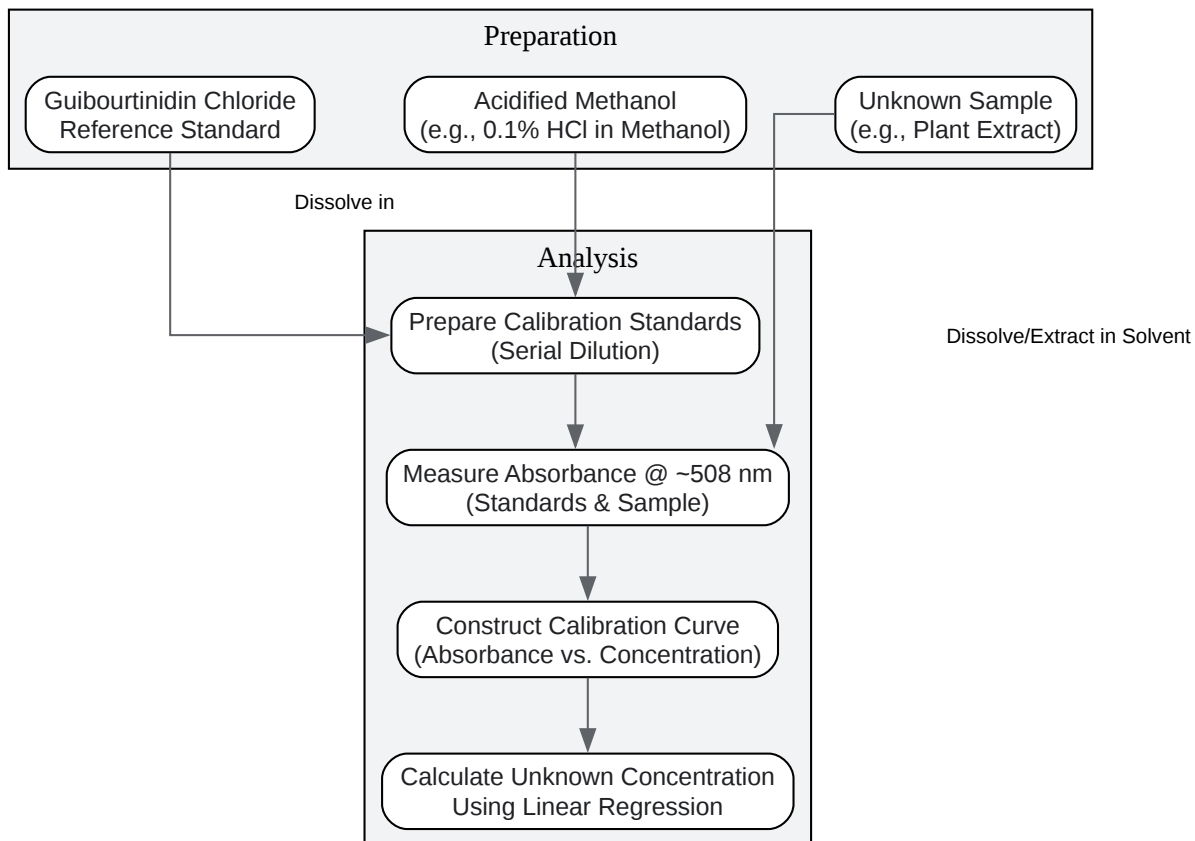 Preparation
Guibourtinidin Chloride
Reference Standard
Acidified Methanol
(e.g., 0.1% HCl in Methanol)
Unknown Sample
(e.g., Plant Extract)
Dissolve in
Analysis
Prepare Calibration Standards
(Serial Dilution)
Dissolve/Extract in Solvent
Measure Absorbance @ ~508 nm
(Standards & Sample)
Construct Calibration Curve
(Absorbance vs. Concentration)
Calculate Unknown Concentration
Using Linear Regression